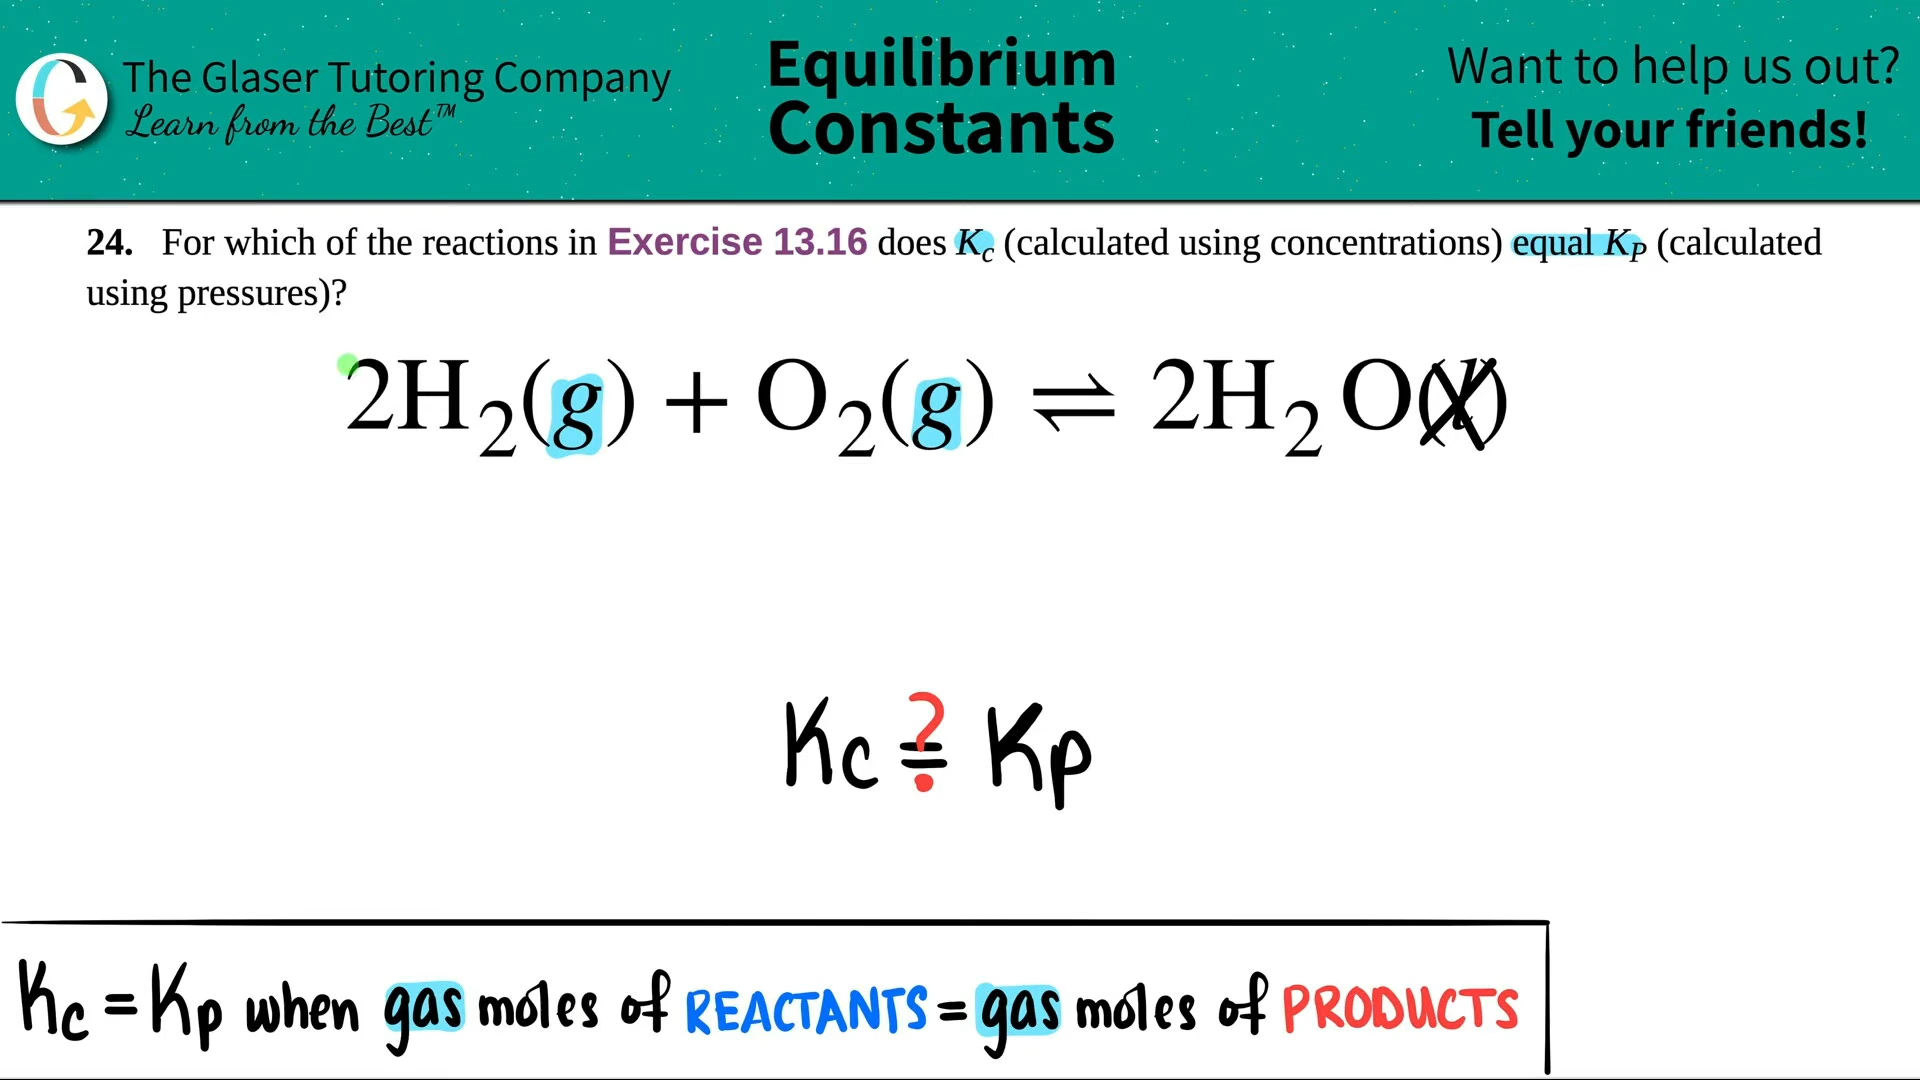 The Glaser Tutoring Company
Learn from the Best™
Equilibrium
Constants
Want to help us out?
Tell your friends!
24. For which of the reactions in Exercise 13.16 does Kc (calculated using concentrations) equal KP (calculated
using pressures)?
2H₂(g) + O₂(g) ⇌ 2H₂O(l)
Kc =? Kp
Kc = Kp when gas moles of REACTANTS = gas moles of PRODUCTS